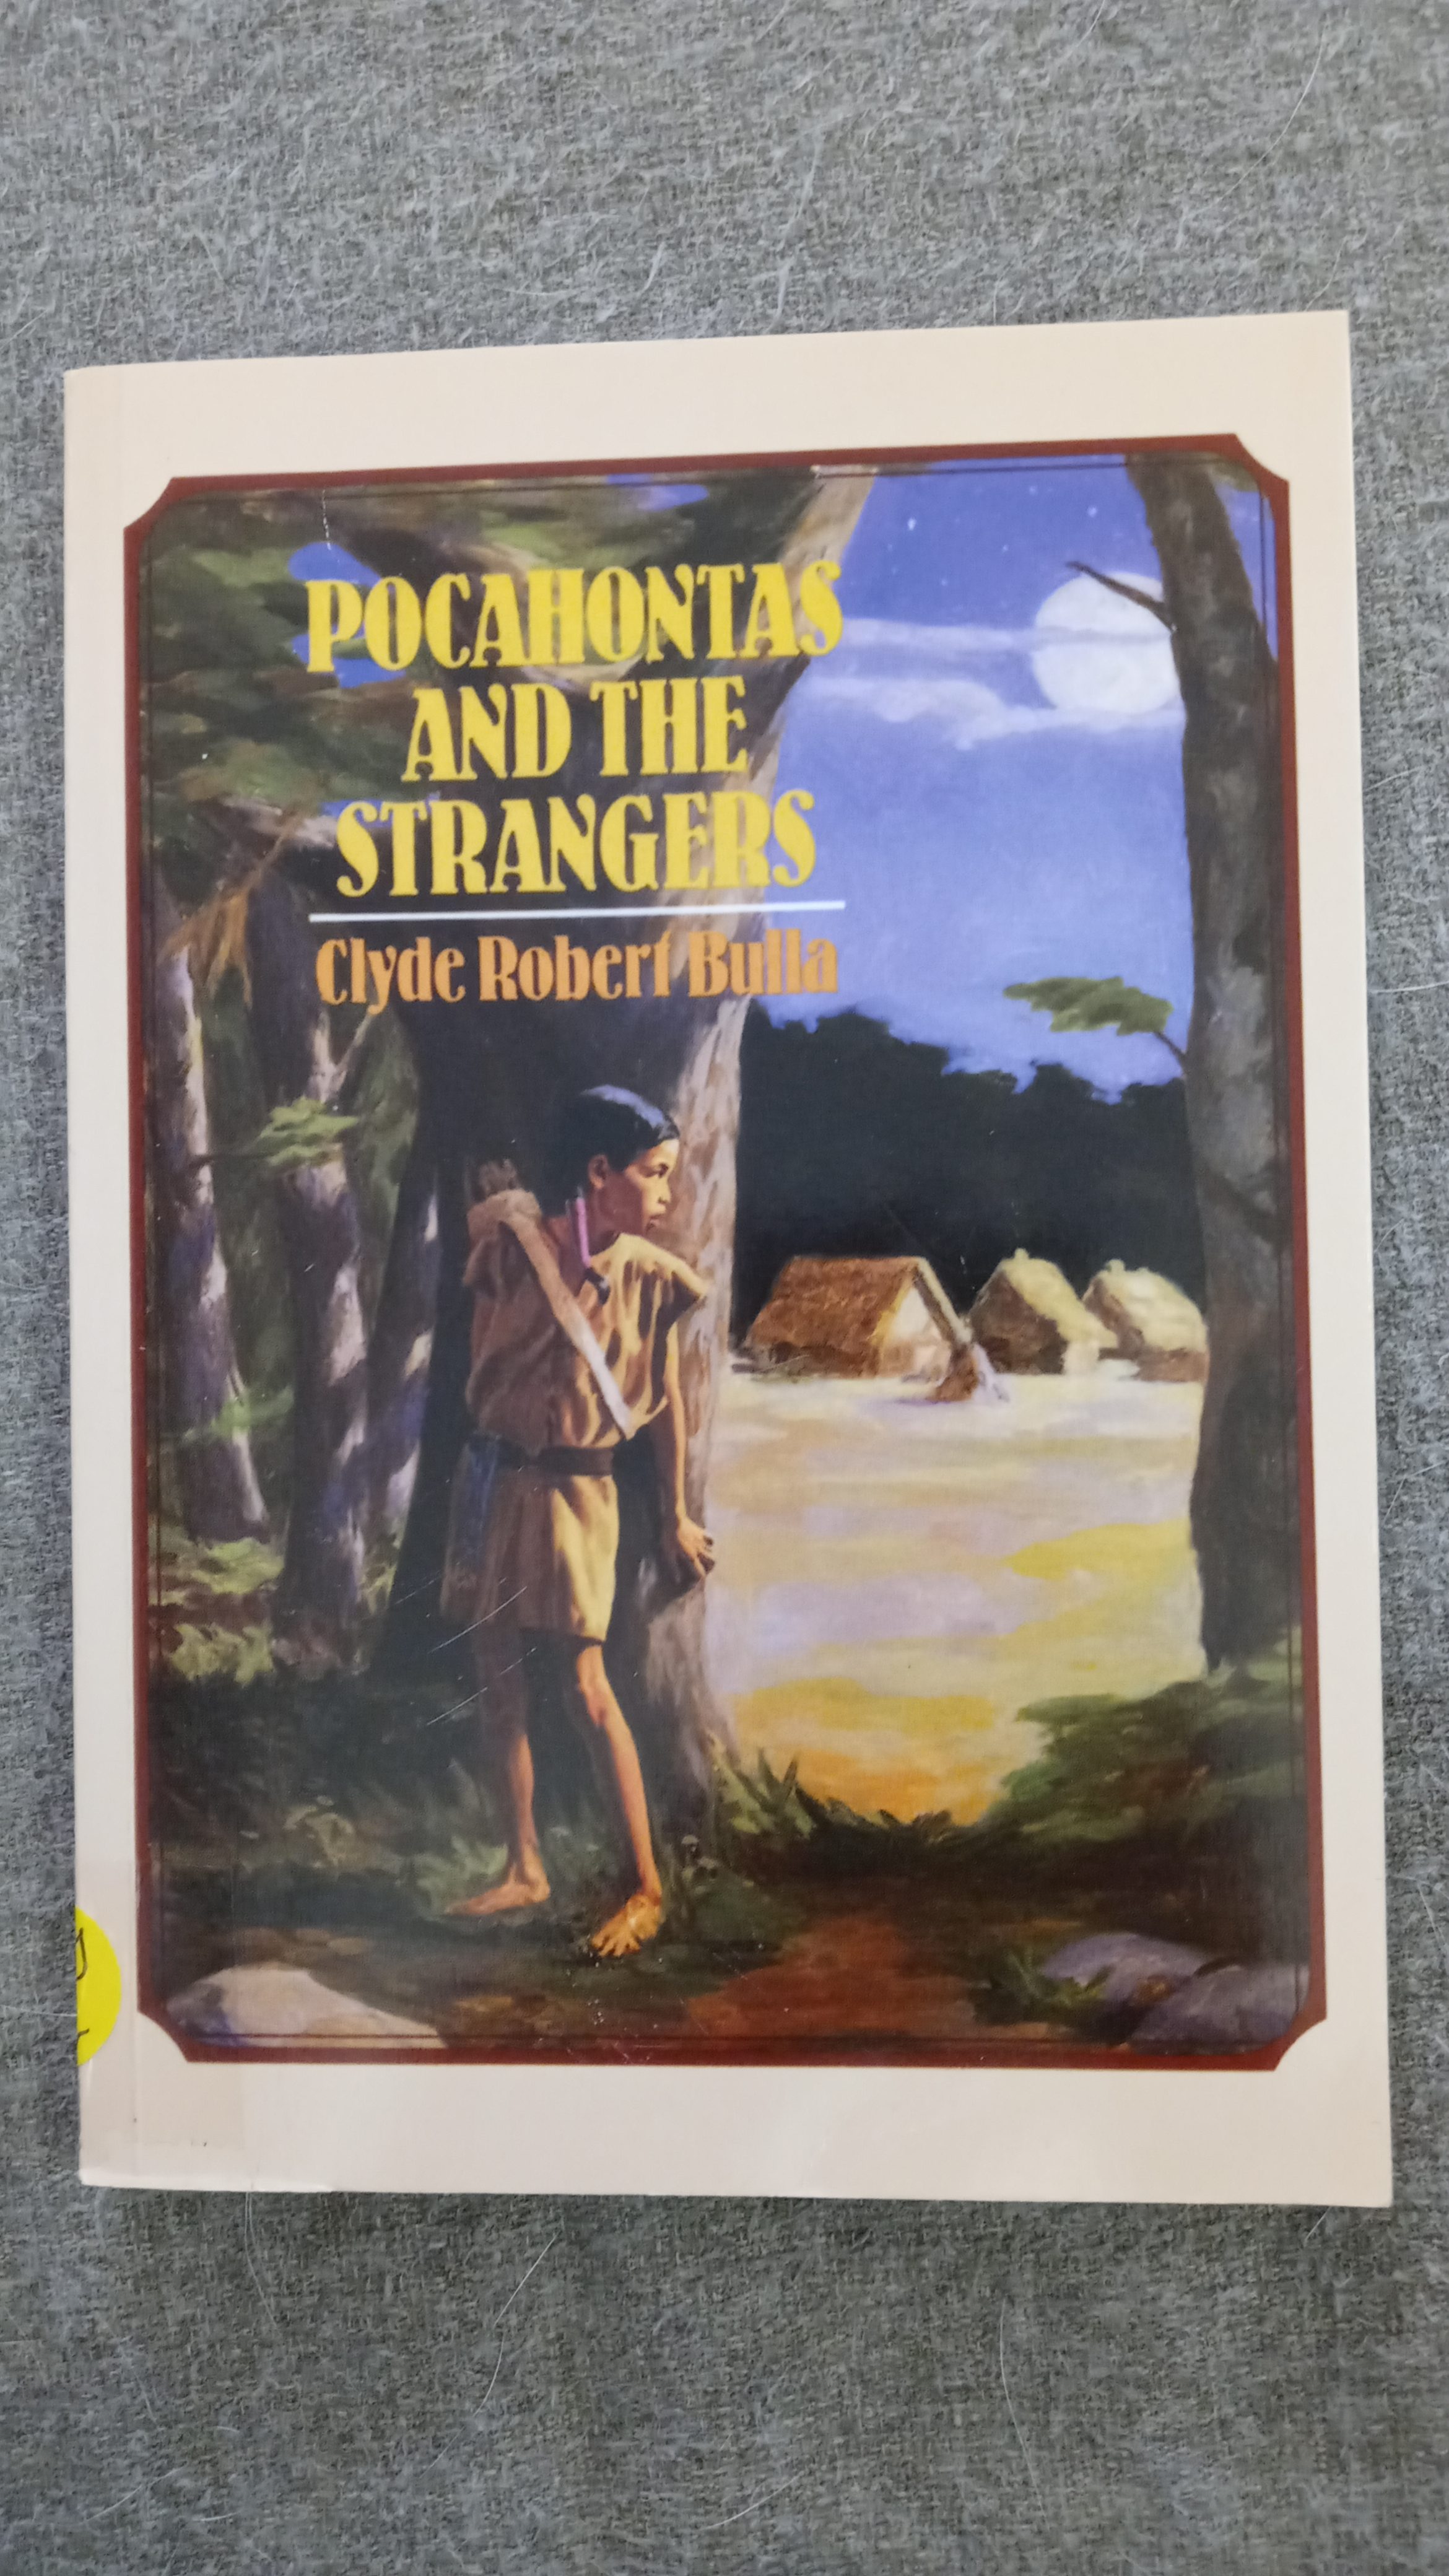 POCAHONTAS
AND THE
STRANGERS
Clyde Robert Bulla